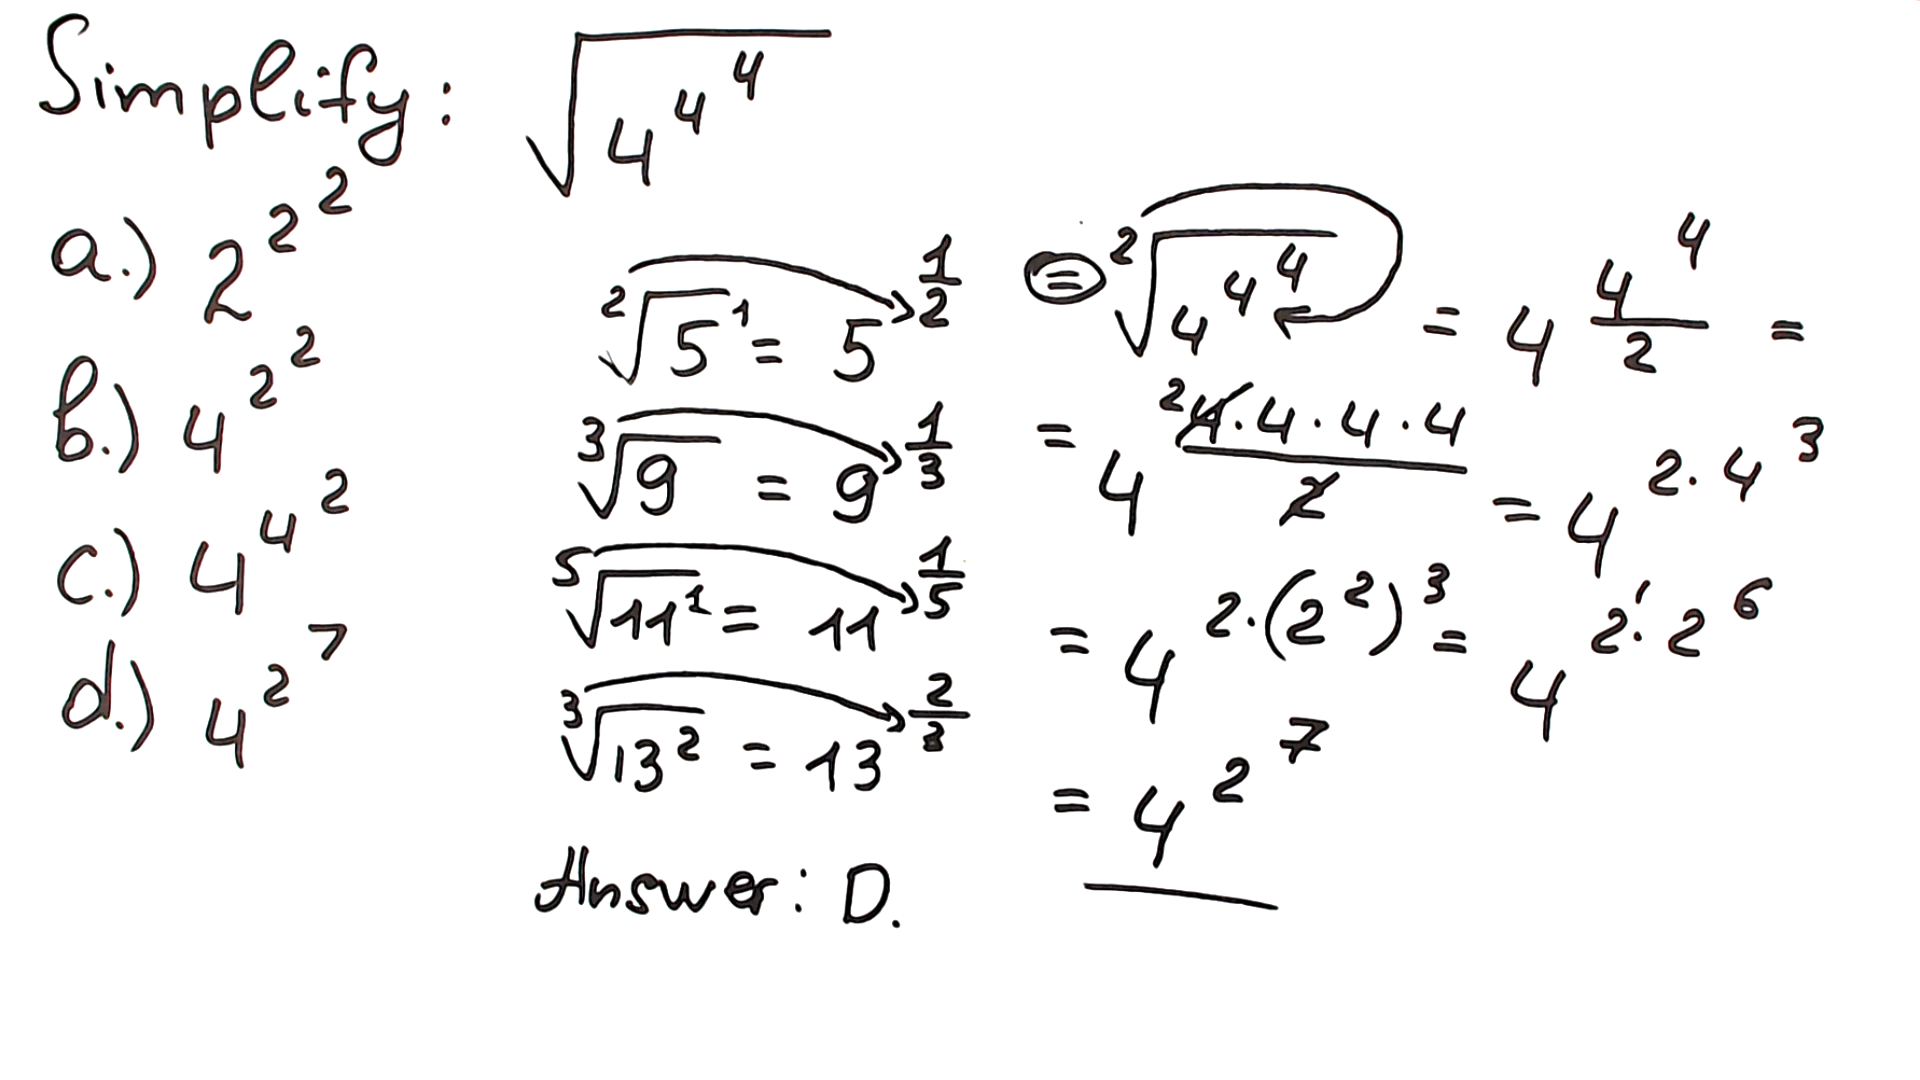 Simplify: √(4^4^4)
a.) 2^2^2
b.) 4^2^2
c.) 4^4^2
d.) 4^2^7
²√(5¹) = 5^(1/2)
³√9 = 9^(1/3)
⁵√(11¹) = 11^(1/5)
³√(13²) = 13^(2/3)
Answer: D.
= ²√(4^4^4) = 4^(4^4/2) =
= 4^(²4·4·4·4/2) = 4^(2·4^3)
= 4^(2·(2^2)^3) = 4^(2^1·2^6)
= 4^2^7